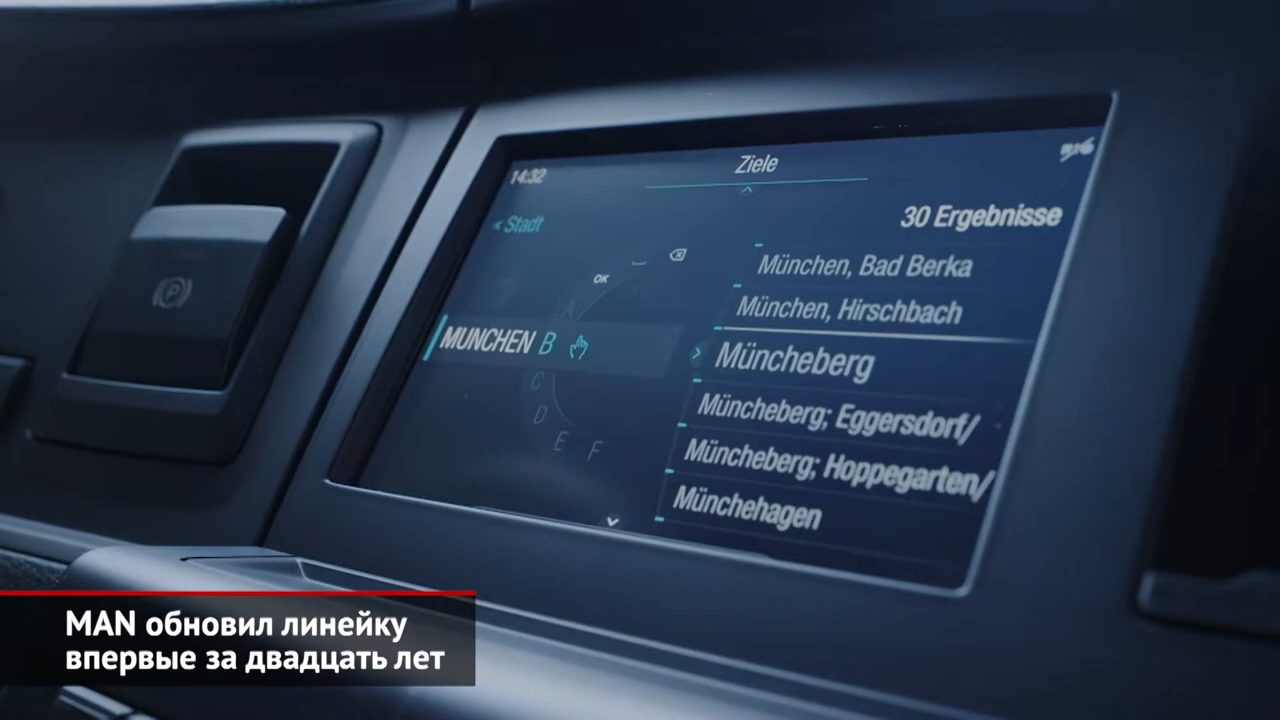 14:32
Ziele
< Stadt
30 Ergebnisse
OK
A
MUNCHEN B
C
D
E F
München, Bad Berka
München, Hirschbach
Müncheberg
Müncheberg; Eggersdorf/
Müncheberg; Hoppegarten/
Münchehagen
P
MAN обновил линейку
впервые за двадцать лет